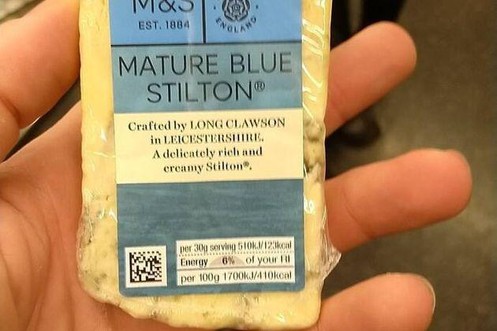 M&S
EST. 1884
ENGLAND
MATURE BLUE
STILTON®
Crafted by LONG CLAWSON
in LEICESTERSHIRE.
A delicately rich and
creamy Stilton®.
per 30g serving 510kJ/123kcal
Energy 6% of your RI
per 100g 1700kJ/410kcal